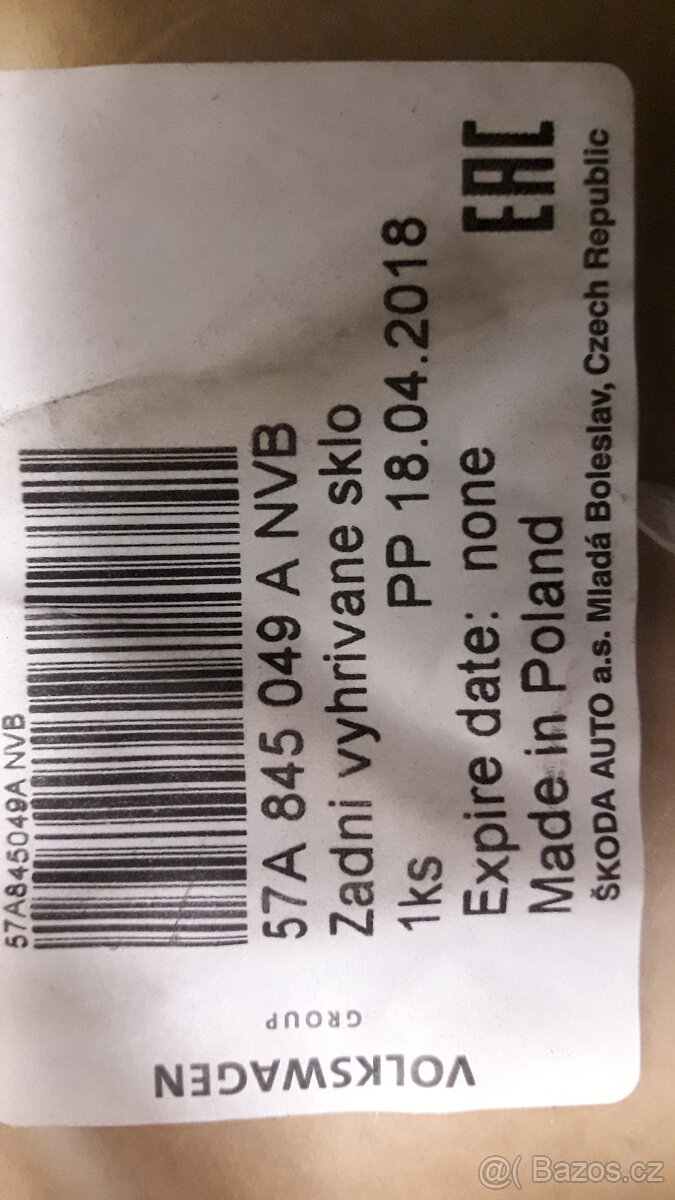 57A845049A NVB
57A 845 049 A NVB
Zadni vyhrivane sklo
1ks PP 18.04.2018
Expire date: none
Made in Poland
EAC
ŠKODA AUTO a.s. Mladá Boleslav, Czech Republic
VOLKSWAGEN
GROUP
@( Bazos.cz